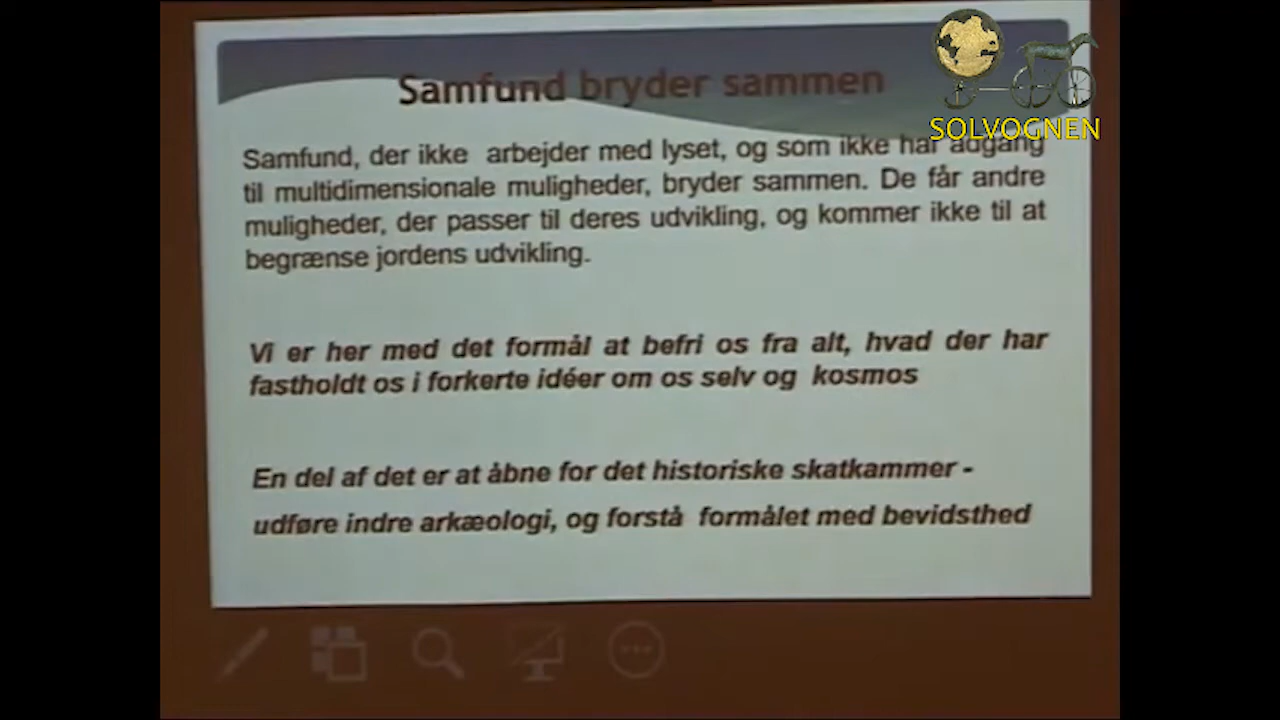 Samfund bryder sammen
SOLVOGNEN
Samfund, der ikke arbejder med lyset, og som ikke har adgang
til multidimensionale muligheder, bryder sammen. De får andre
muligheder, der passer til deres udvikling, og kommer ikke til at
begrænse jordens udvikling.
Vi er her med det formål at befri os fra alt, hvad der har
fastholdt os i forkerte idéer om os selv og kosmos
En del af det er at åbne for det historiske skatkammer -
udføre indre arkæologi, og forstå formålet med bevidsthed